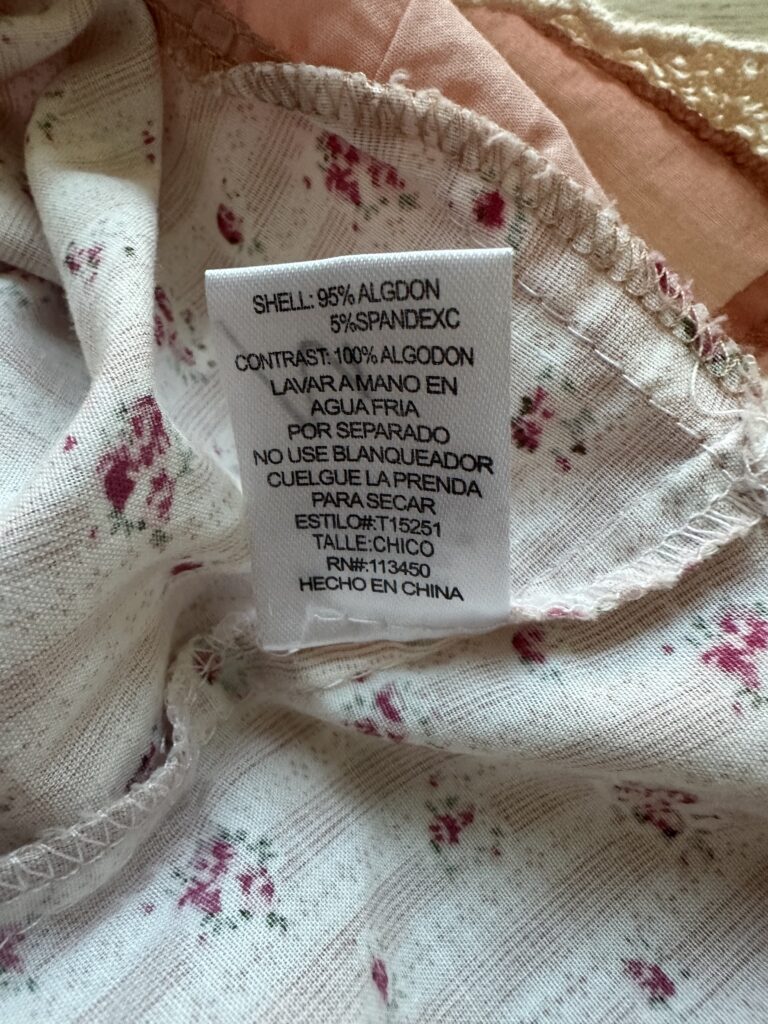 SHELL: 95% ALGDON
5%SPANDEXC
CONTRAST: 100% ALGODON
LAVAR A MANO EN
AGUA FRIA
POR SEPARADO
NO USE BLANQUEADOR
CUELGUE LA PRENDA
PARA SECAR
ESTILO#:T15251
TALLE:CHICO
RN#:113450
HECHO EN CHINA